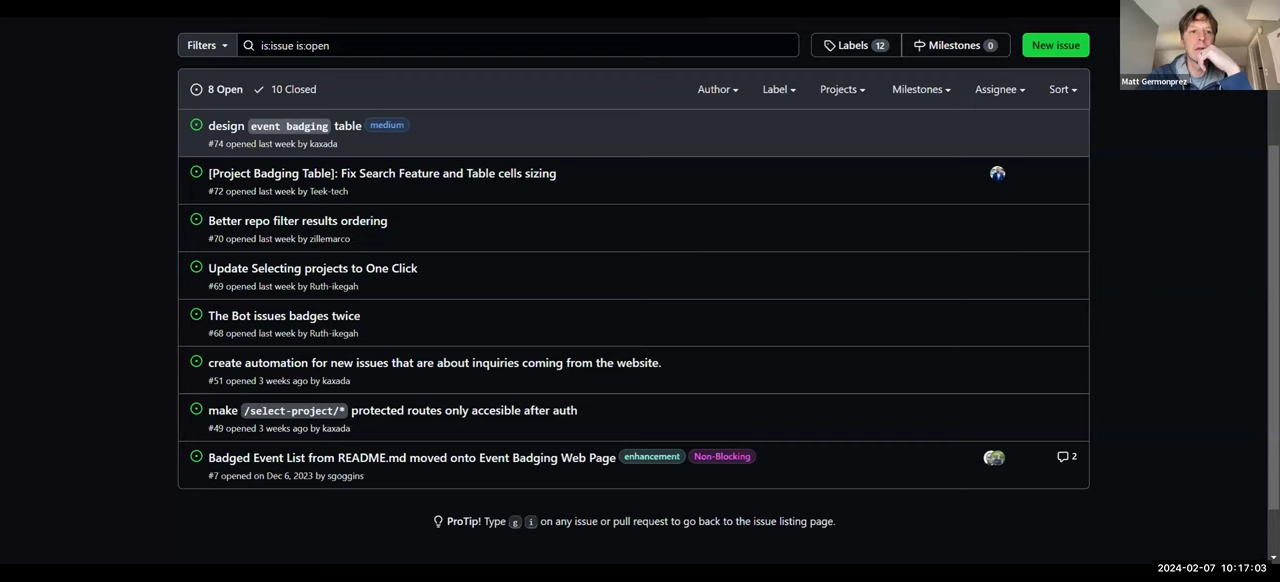 Filters
is:issue is:open
Labels 12
Milestones 0
New issue
8 Open
10 Closed
Author
Label
Projects
Milestones
Assignee
Sort
design event badging table medium
#74 opened last week by kaxada
[Project Badging Table]: Fix Search Feature and Table cells sizing
#72 opened last week by Teek-tech
Better repo filter results ordering
#70 opened last week by zillemarco
Update Selecting projects to One Click
#69 opened last week by Ruth-ikegah
The Bot issues badges twice
#68 opened last week by Ruth-ikegah
create automation for new issues that are about inquiries coming from the website.
#51 opened 3 weeks ago by kaxada
make /select-project/* protected routes only accesible after auth
#49 opened 3 weeks ago by kaxada
Badged Event List from README.md moved onto Event Badging Web Page enhancement Non-Blocking
2
#7 opened on Dec 6, 2023 by sgoggins
ProTip! Type g i on any issue or pull request to go back to the issue listing page.
Matt Germonprez
2024-02-07 10:17:03